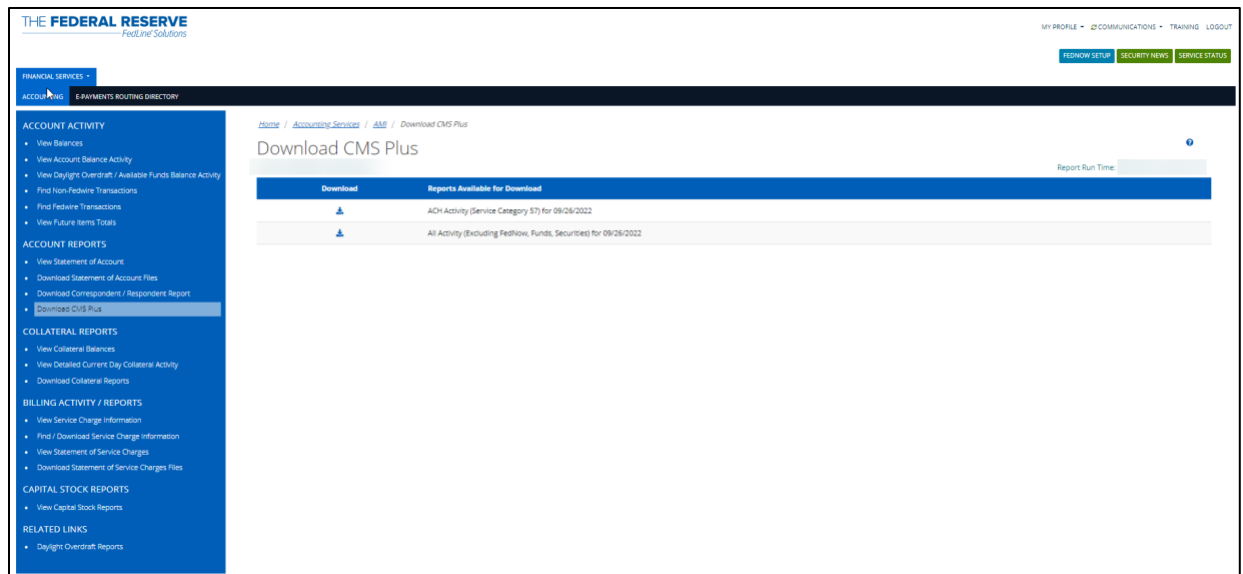 THE FEDERAL RESERVE
FedLine® Solutions
MY PROFILE COMMUNICATIONS TRAINING LOGOUT
FEDNOW SETUP SECURITY NEWS SERVICE STATUS
FINANCIAL SERVICES
ACCOUNTING E-PAYMENTS ROUTING DIRECTORY
ACCOUNT ACTIVITY
View Balances
View Account Balance Activity
View Daylight Overdraft / Available Funds Balance Activity
Find Non-Fedwire Transactions
Find Fedwire Transactions
View Future Items Totals
ACCOUNT REPORTS
View Statement of Account
Download Statement of Account Files
Download Correspondent / Respondent Report
Download CMS Plus
COLLATERAL REPORTS
View Collateral Balances
View Detailed Current Day Collateral Activity
Download Collateral Reports
BILLING ACTIVITY / REPORTS
View Service Charge Information
Find / Download Service Charge Information
View Statement of Service Charges
Download Statement of Service Charges Files
CAPITAL STOCK REPORTS
View Capital Stock Reports
RELATED LINKS
Daylight Overdraft Reports
Home / Accounting Services / AMI / Download CMS Plus
Download CMS Plus
Report Run Time:
Download Reports Available for Download
ACH Activity (Service Category 57) for 09/26/2022
All Activity (Excluding FedNow, Funds, Securities) for 09/26/2022